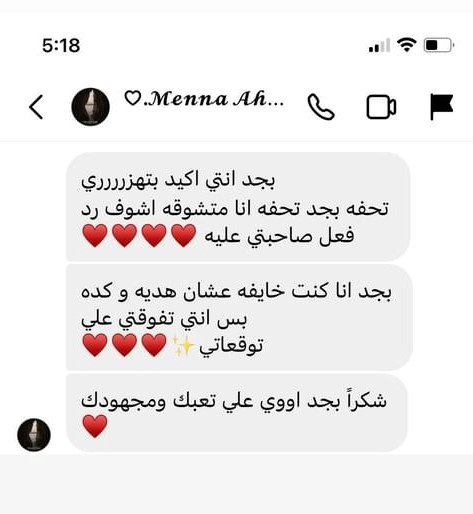 5:18
♡.𝓜𝓮𝓷𝓷𝓪 𝓐𝓱...
بجد انتي اكيد بتهزررررري
تحفه بجد تحفه انا متشوقه اشوف رد
فعل صاحبتي عليه ♥️♥️♥️♥️
بجد انا كنت خايفه عشان هديه و كده
بس انتي تفوقتي علي
توقعاتي ✨♥️♥️♥️
شكراً بجد اووي علي تعبك ومجهودك
♥️